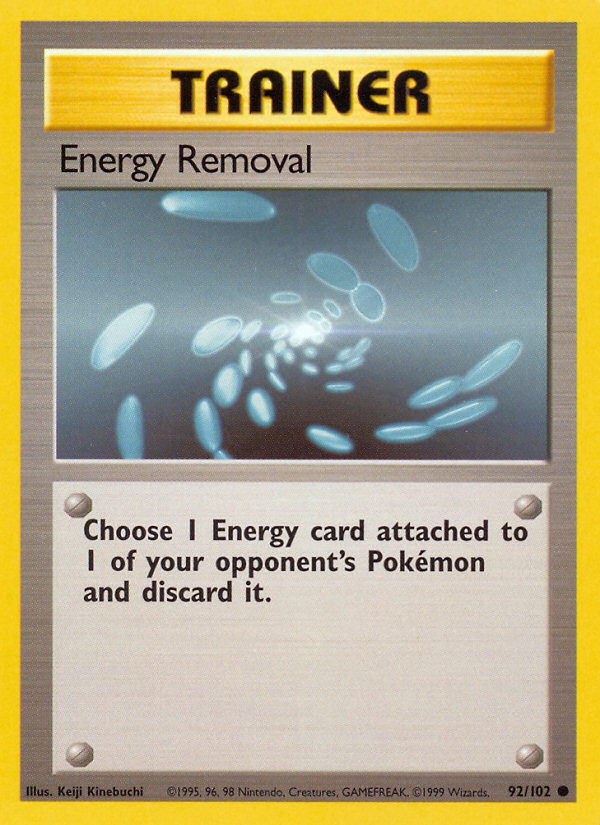 TRAINER
Energy Removal
Choose 1 Energy card attached to
1 of your opponent's Pokémon
and discard it.
Illus. Keiji Kinebuchi ©1995, 96, 98 Nintendo, Creatures, GAMEFREAK. ©1999 Wizards. 92/102 ●